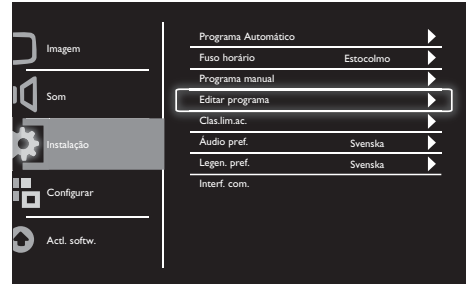 Imagem
Som
Instalação
Configurar
Actl. softw.
Programa Automático
Fuso horário Estocolmo
Programa manual
Editar programa
Clas.lim.ac.
Áudio pref. Svenska
Legen. pref. Svenska
Interf. com.